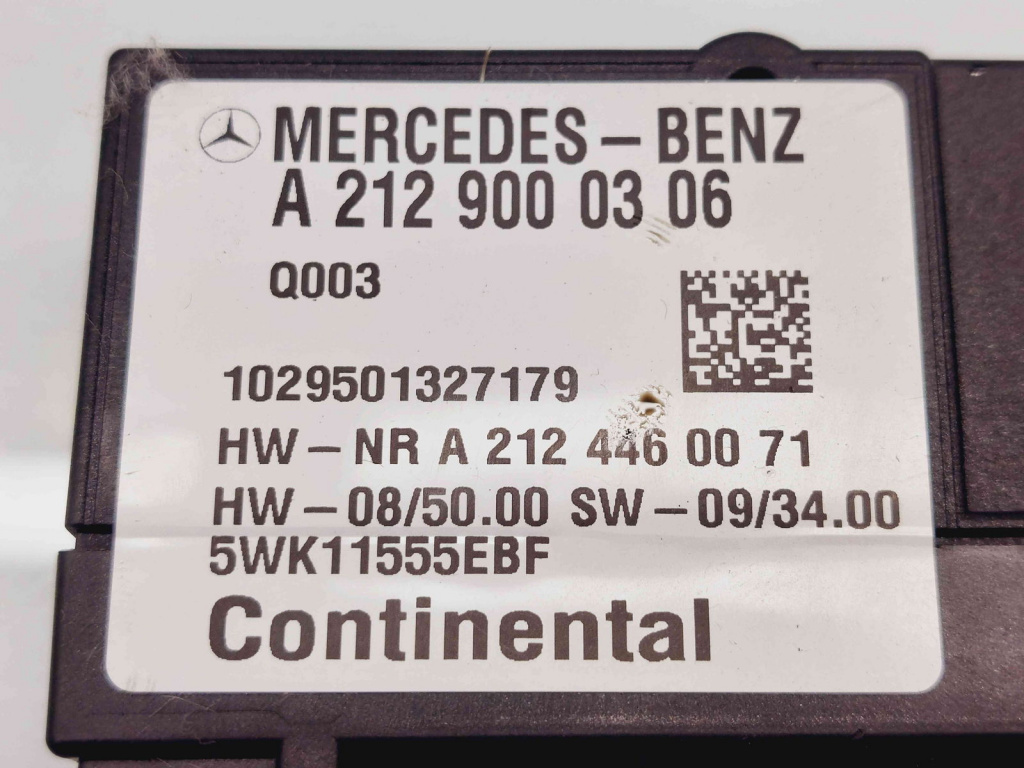 MERCEDES-BENZ
A 212 900 03 06
Q003
1029501327179
HW-NR A 212 446 00 71
HW-08/50.00 SW-09/34.00
5WK11555EBF
Continental